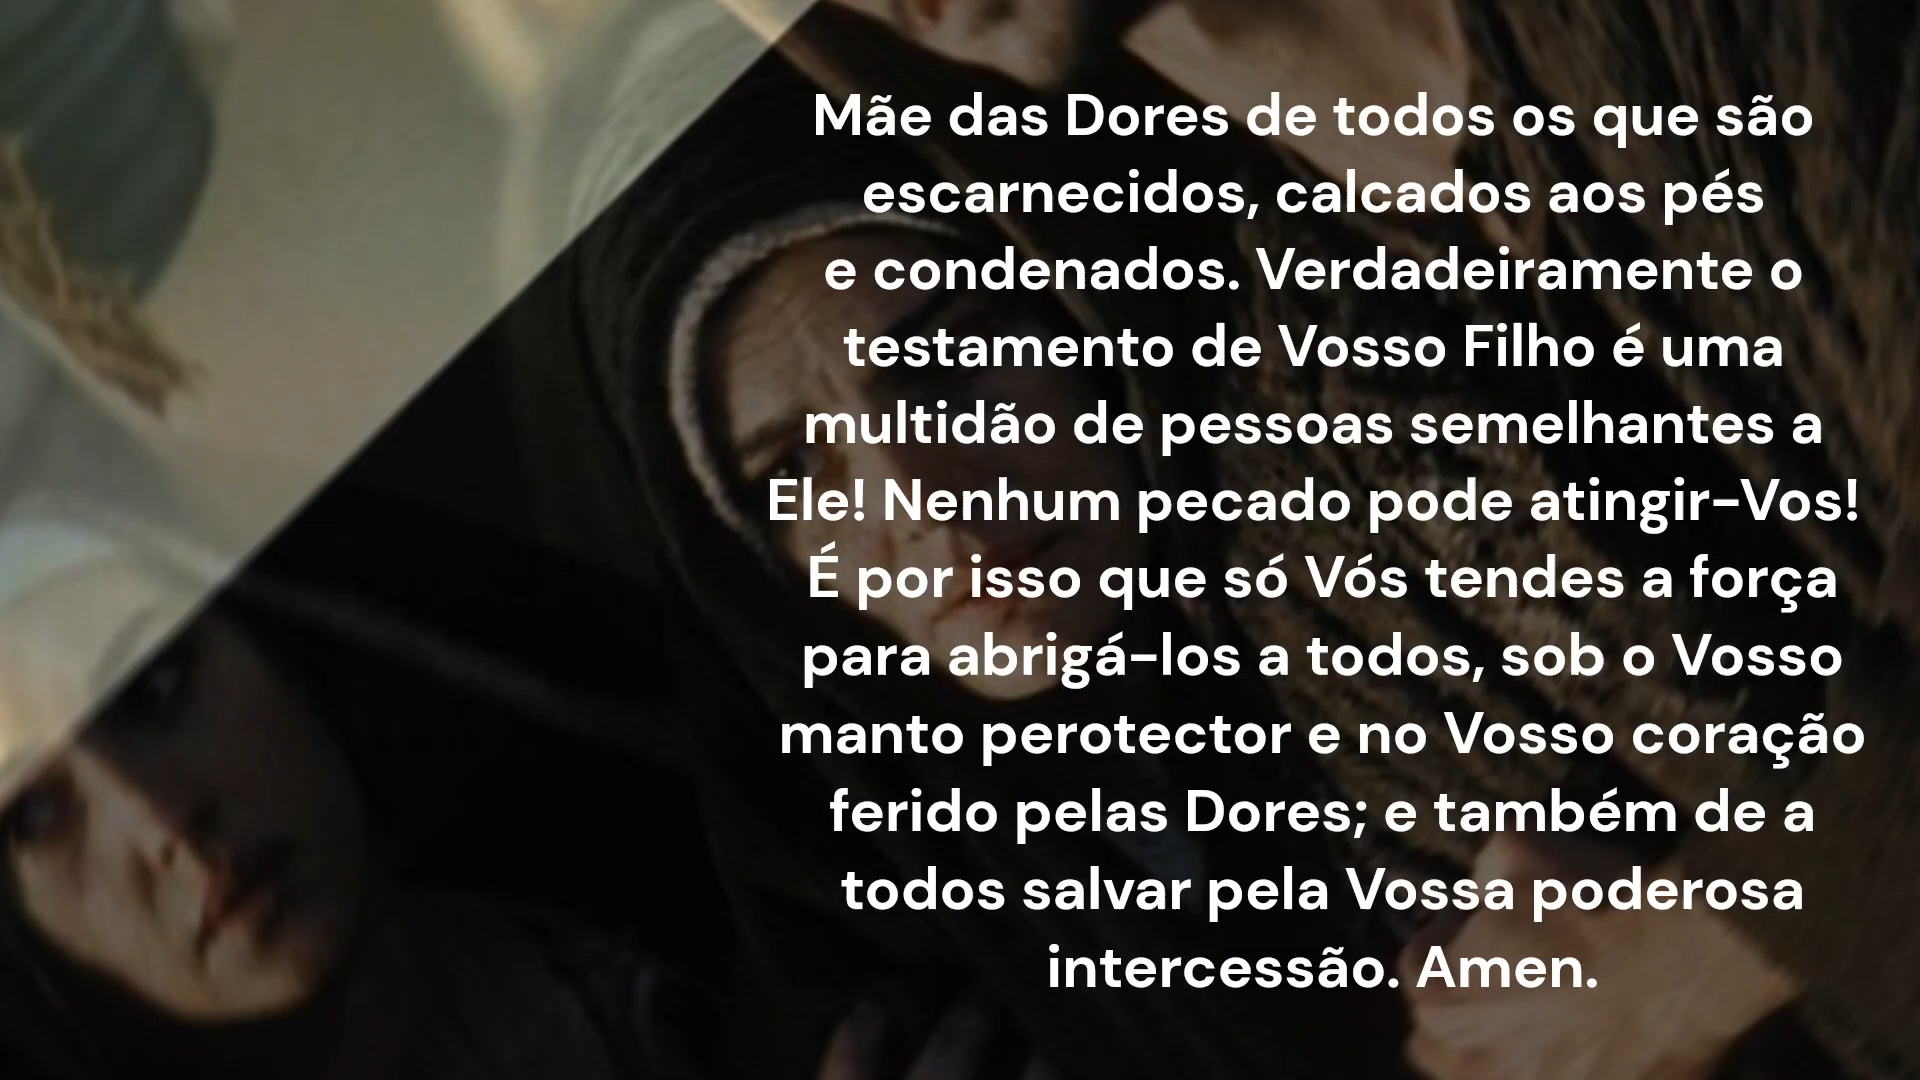 Mãe das Dores de todos os que são
escarnecidos, calcados aos pés
e condenados. Verdadeiramente o
testamento de Vosso Filho é uma
multidão de pessoas semelhantes a
Ele! Nenhum pecado pode atingir-Vos!
É por isso que só Vós tendes a força
para abrigá-los a todos, sob o Vosso
manto perotector e no Vosso coração
ferido pelas Dores; e também de a
todos salvar pela Vossa poderosa
intercessão. Amen.